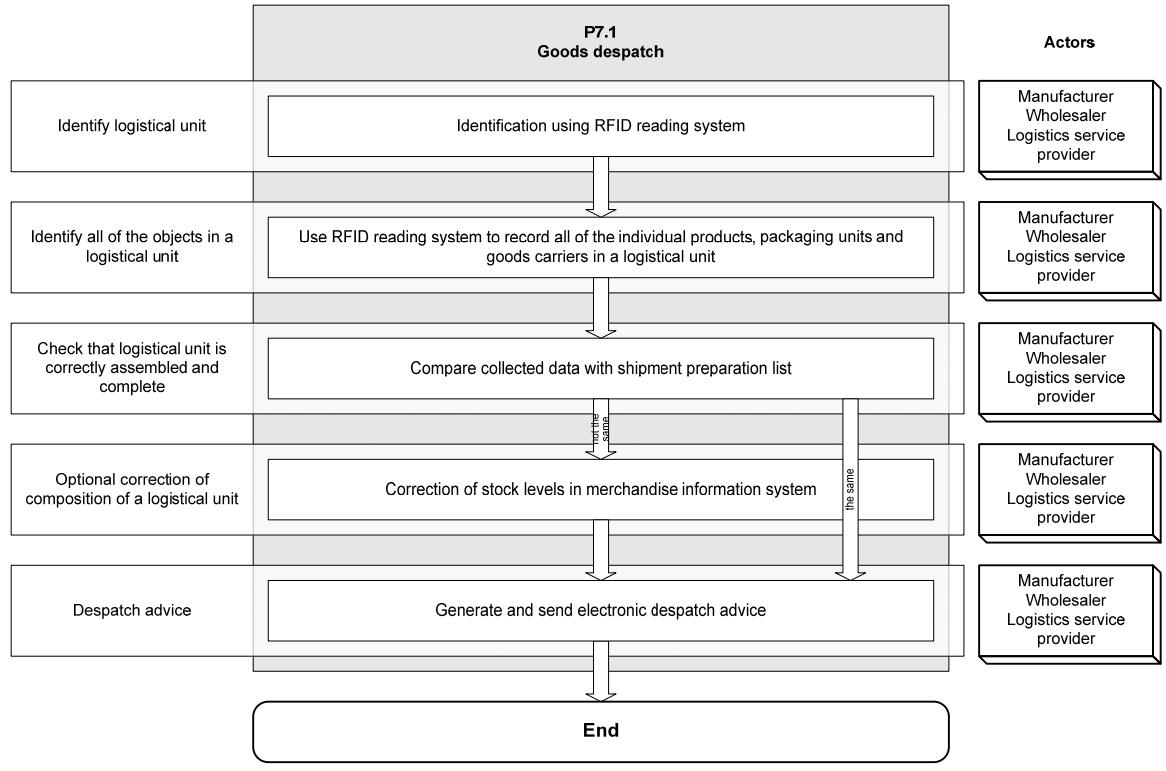 P7.1
Goods despatch
Actors
Identify logistical unit
Identification using RFID reading system
Manufacturer
Wholesaler
Logistics service
provider
Identify all of the objects in a
logistical unit
Use RFID reading system to record all of the individual products, packaging units and
goods carriers in a logistical unit
Manufacturer
Wholesaler
Logistics service
provider
Check that logistical unit is
correctly assembled and
complete
Compare collected data with shipment preparation list
Manufacturer
Wholesaler
Logistics service
provider
not the
same
the same
Optional correction of
composition of a logistical unit
Correction of stock levels in merchandise information system
Manufacturer
Wholesaler
Logistics service
provider
Despatch advice
Generate and send electronic despatch advice
Manufacturer
Wholesaler
Logistics service
provider
End